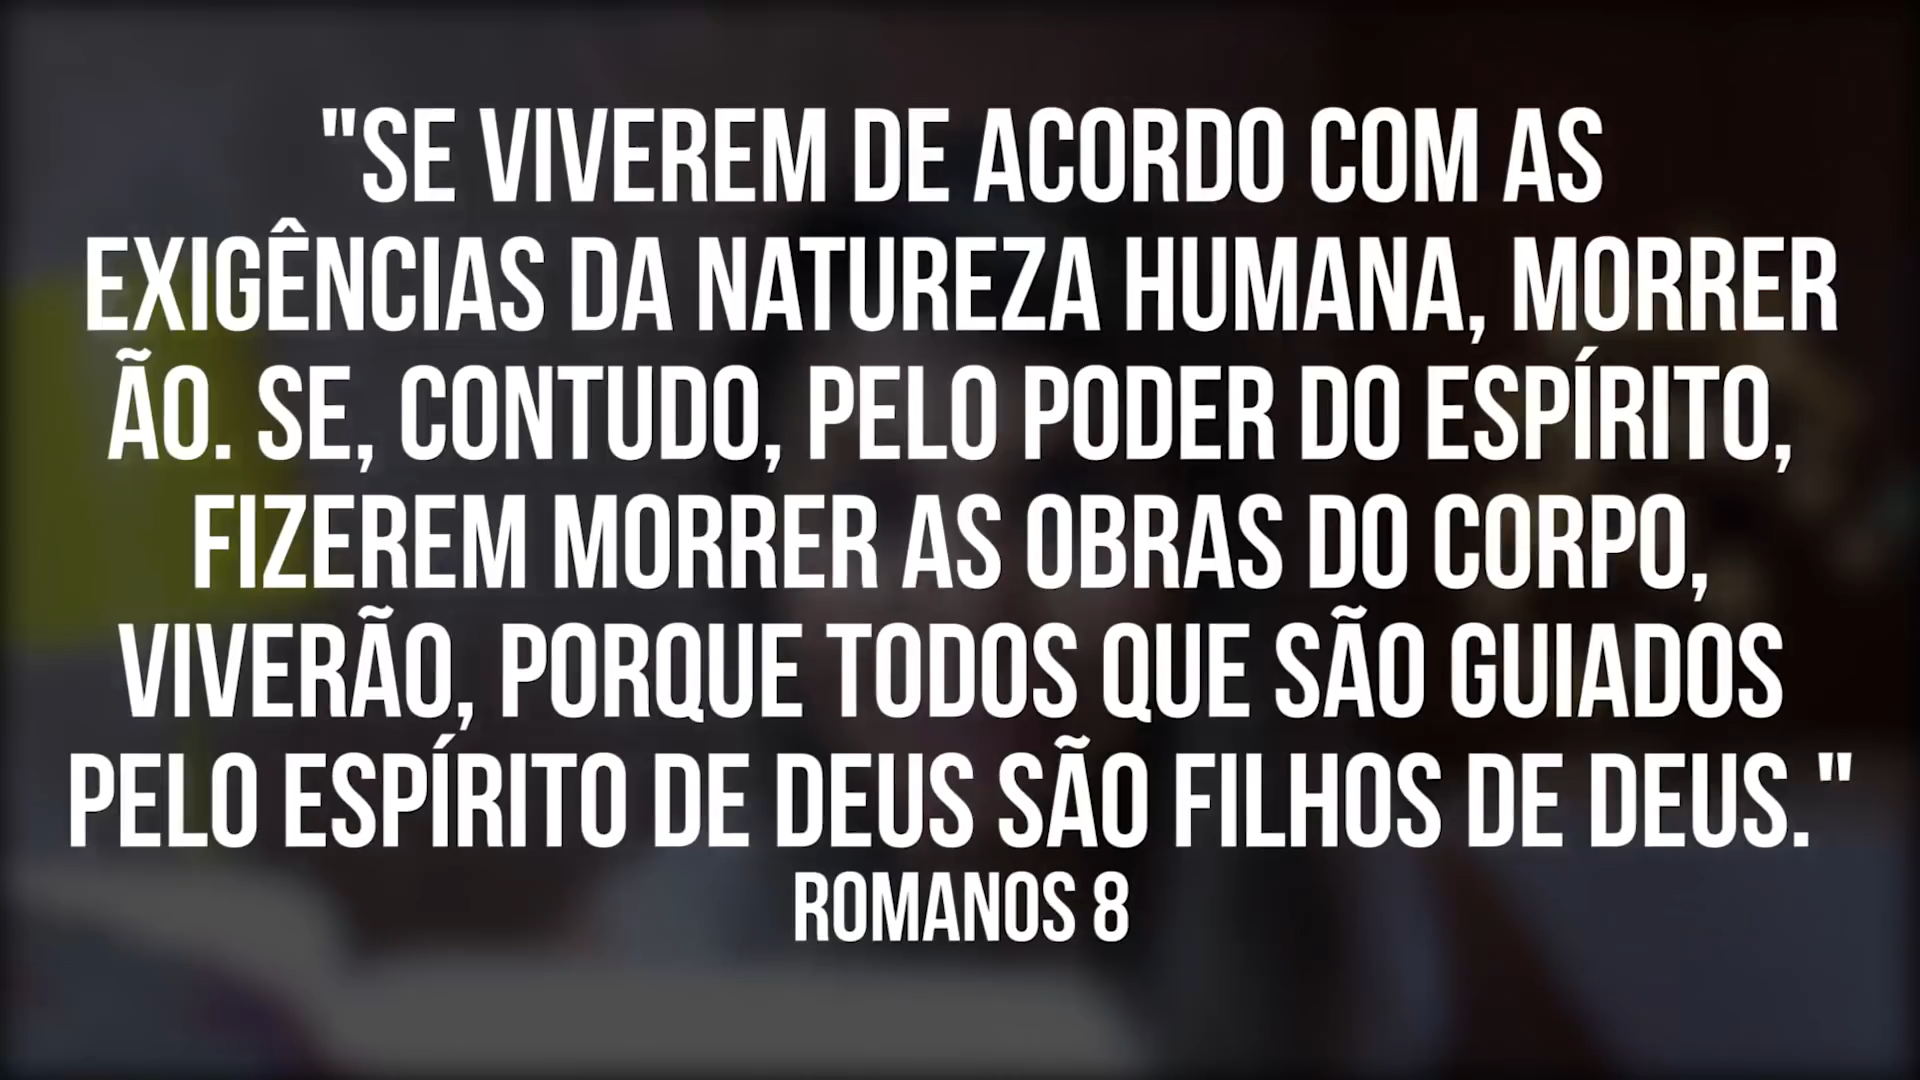 "SE VIVEREM DE ACORDO COM AS
EXIGÊNCIAS DA NATUREZA HUMANA, MORRER
ÃO. SE, CONTUDO, PELO PODER DO ESPÍRITO,
FIZEREM MORRER AS OBRAS DO CORPO,
VIVERÃO, PORQUE TODOS QUE SÃO GUIADOS
PELO ESPÍRITO DE DEUS SÃO FILHOS DE DEUS."
ROMANOS 8